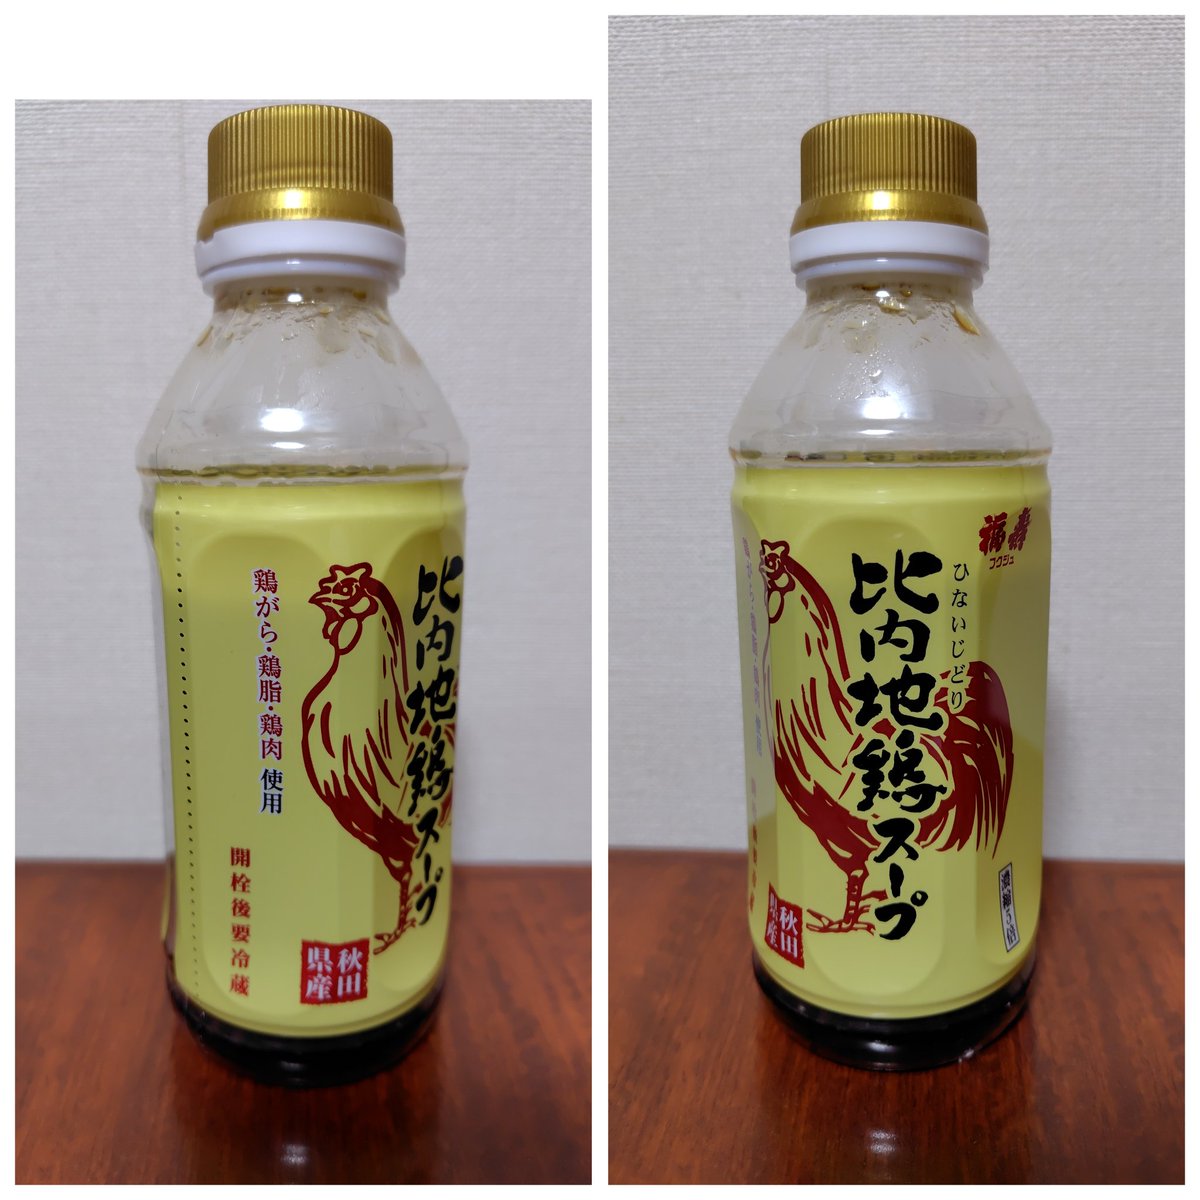 鶏がら・鶏脂・鶏肉 使用
開栓後要冷蔵
比内地鶏スープ
秋田
県産
福寿
フクジュ
ひないじどり
比内地鶏スープ
濃縮5倍
秋田
県産